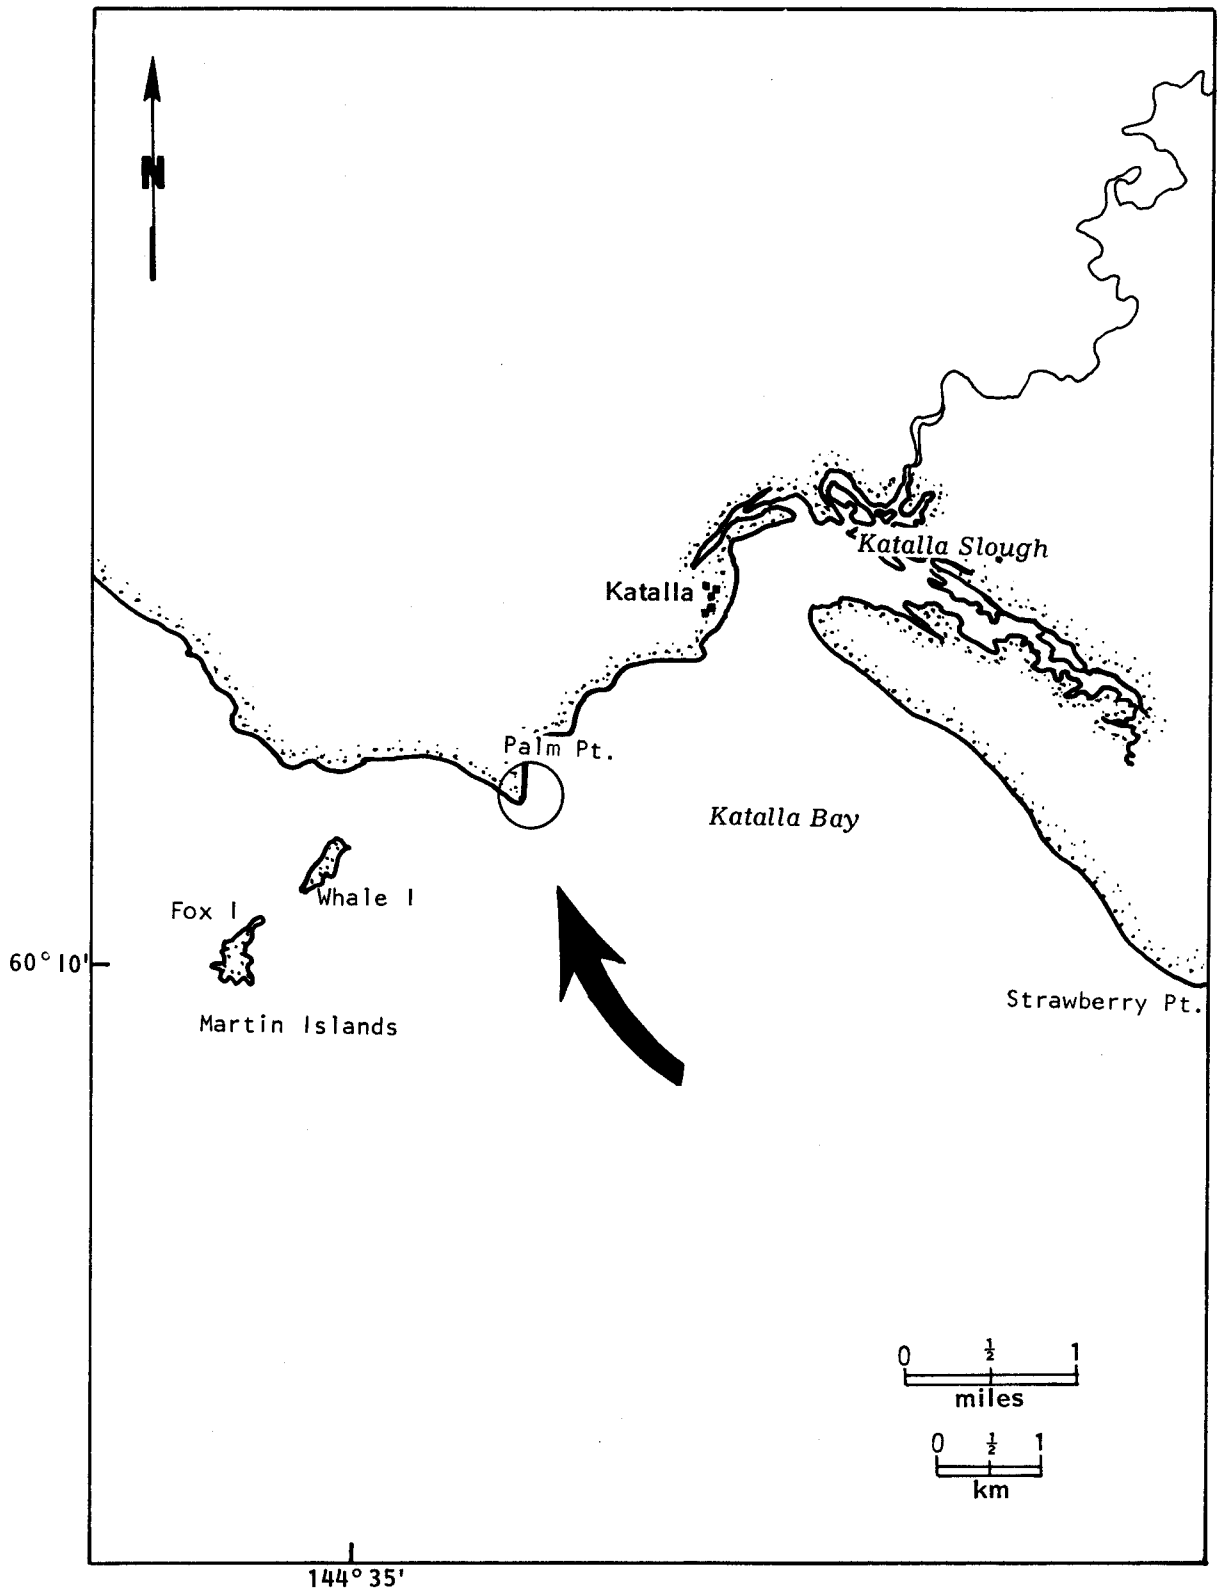 N
Katalla Slough
Katalla
Palm Pt.
Katalla Bay
Whale I
Fox I
60° 10'
Strawberry Pt.
Martin Islands
0 ½ 1
miles
0 ½ 1
km
144° 35'